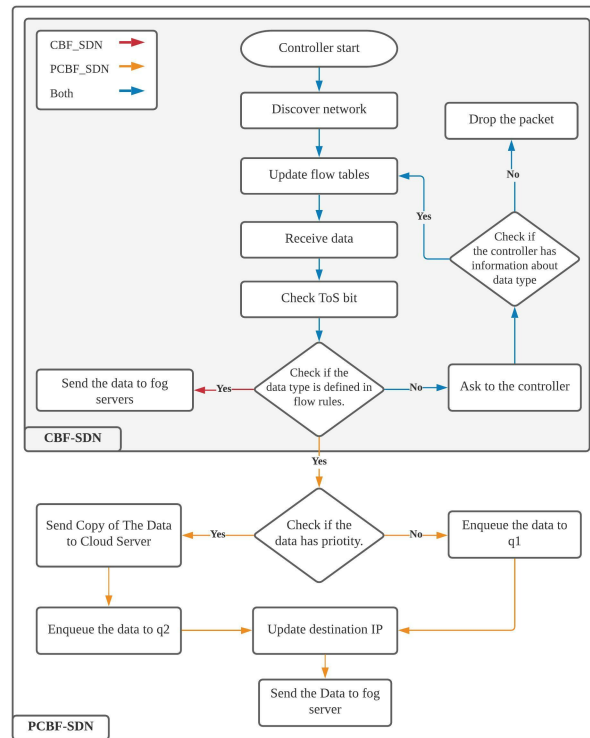 CBF_SDN
PCBF_SDN
Both
Controller start
Discover network
Drop the packet
Update flow tables
No
Yes
Receive data
Check if
the controller has
information about
data type
Check ToS bit
Check if the
data type is defined in
flow rules.
Send the data to fog
servers
Yes
No
Ask to the controller
CBF-SDN
Yes
Send Copy of The Data
to Cloud Server
Yes
Check if the
data has priotity.
No
Enqueue the data to
q1
Enqueue the data to q2
Update destination IP
Send the Data to fog
server
PCBF-SDN